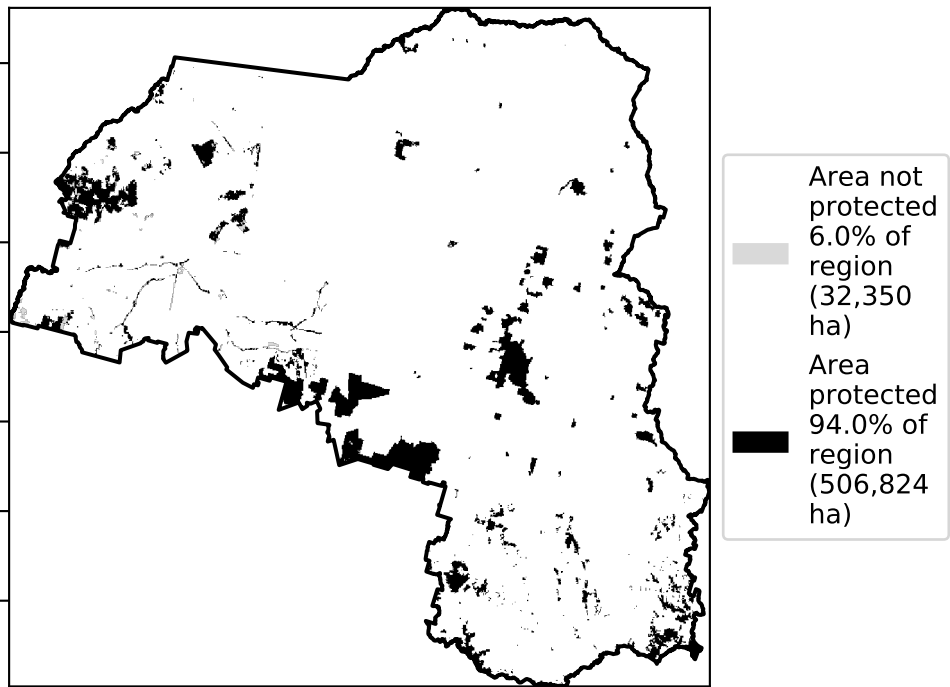 Area not
protected
6.0% of
region
(32,350
ha)
Area
protected
94.0% of
region
(506,824
ha)